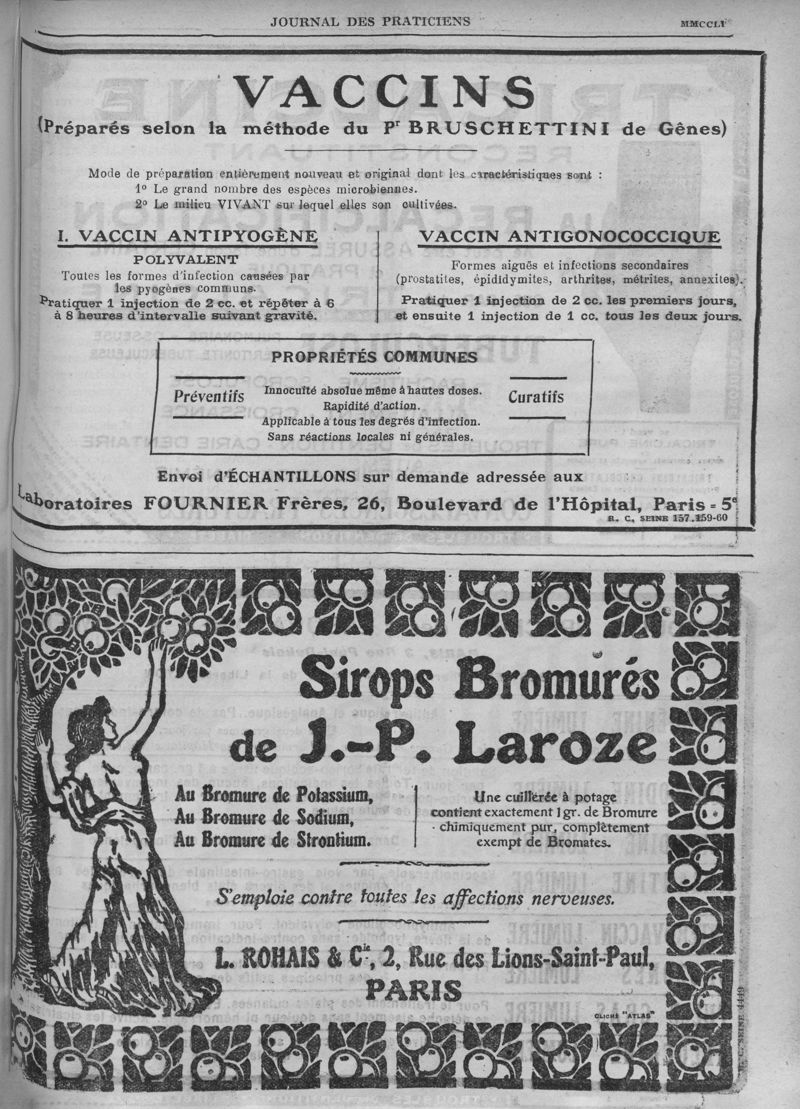 JOURNAL DES PRATICIENS
VACCINS
(Préparés selon la méthode du Pr BRUSCHETTINI de Gênes)
Mode de préparation entièrement nouveau et original dont les caractéristiques sont :
1º Le grand nombre des espèces microbiennes.
2º Le milieu VIVANT sur lequel elles son cultivées.
I. VACCIN ANTIPYOGÈNE
POLYVALENT
Toutes les formes d'infection causées par
les pyogènes communs.
Pratiquer 1 injection de 2 cc. et répéter à 6
à 8 heures d'intervalle suivant gravité.
VACCIN ANTIGONOCOCCIQUE
Formes aiguës et infections secondaires
(prostatites, épididymites, arthrites, métrites, annexites).
Pratiquer 1 injection de 2 cc. les premiers jours,
et ensuite 1 injection de 1 cc. tous les deux jours.
PROPRIÉTÉS COMMUNES
Préventifs
Innocuité absolue même à hautes doses.
Rapidité d'action.
Applicable à tous les degrés d'infection.
Sans réactions locales ni générales.
Curatifs
Envoi d'ÉCHANTILLONS sur demande adressée aux
Laboratoires FOURNIER Frères, 26, Boulevard de l'Hôpital, Paris - 5e
R. C. SEINE 157.159-60
Sirops Bromurés
de J.-P. Laroze
Au Bromure de Potassium,
Au Bromure de Sodium,
Au Bromure de Strontium.
Une cuillerée à potage
contient exactement 1 gr. de Bromure
chimiquement pur, complètement
exempt de Bromates.
S'emploie contre toutes les affections nerveuses.
L. ROHAIS & Cie, 2, Rue des Lions-Saint-Paul,
PARIS
CLICHÉ "ATLAS"